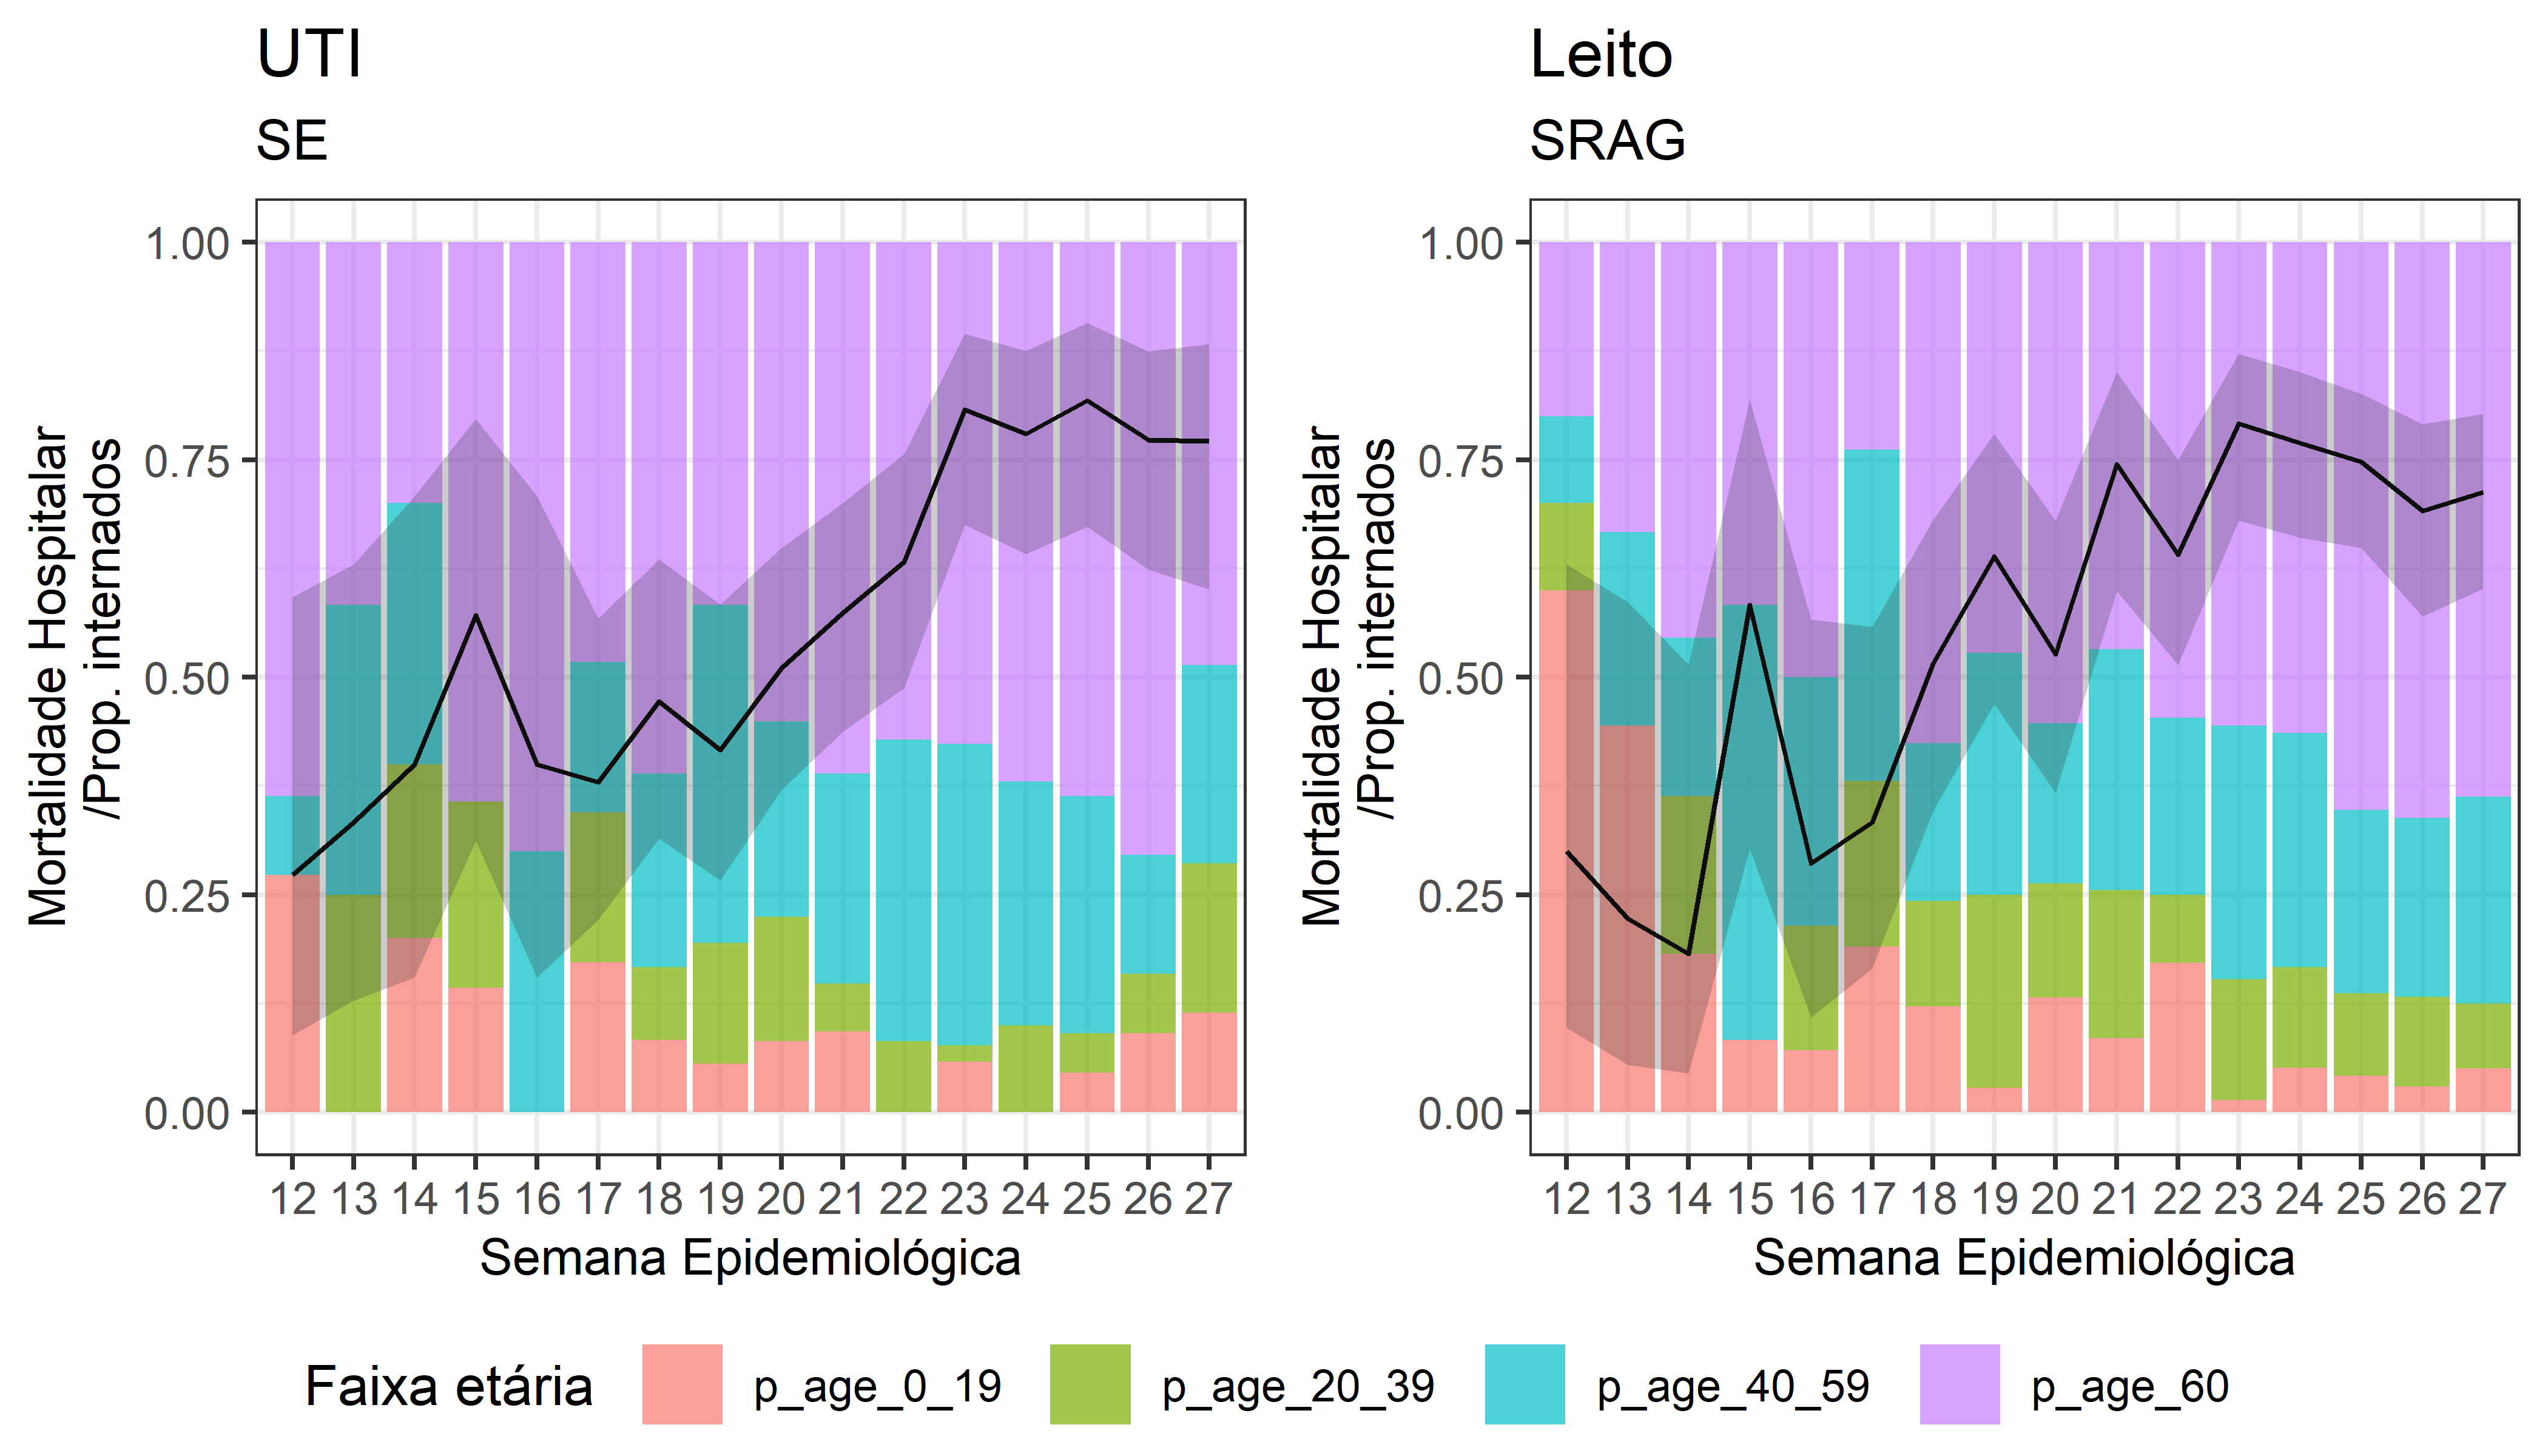 UTI
SE
1.00
0.75
0.50
0.25
0.00
Mortalidade Hospitalar
/Prop. internados
12 13 14 15 16 17 18 19 20 21 22 23 24 25 26 27
Semana Epidemiológica
Leito
SRAG
1.00
0.75
0.50
0.25
0.00
Mortalidade Hospitalar
/Prop. internados
12 13 14 15 16 17 18 19 20 21 22 23 24 25 26 27
Semana Epidemiológica
Faixa etária p_age_0_19 p_age_20_39 p_age_40_59 p_age_60